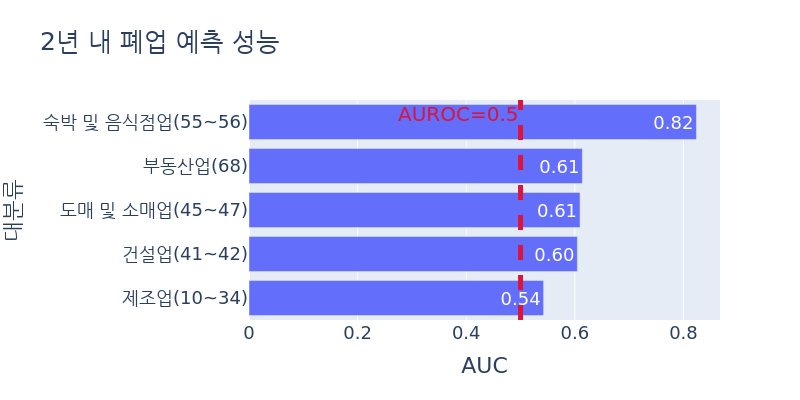 2년 내 폐업 예측 성능
대분류
숙박 및 음식점업(55~56)
AUROC=0.5
0.82
부동산업(68)
0.61
도매 및 소매업(45~47)
0.61
건설업(41~42)
0.60
제조업(10~34)
0.54
0
0.2
0.4
0.6
0.8
AUC